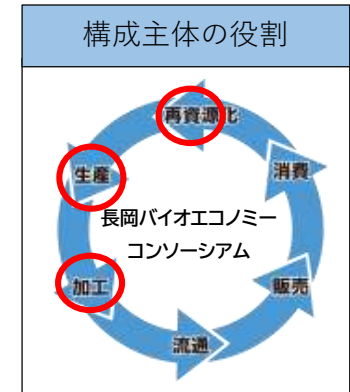 構成主体の役割
再資源化
生産
消費
長岡バイオエコノミー
コンソーシアム
加工
販売
流通